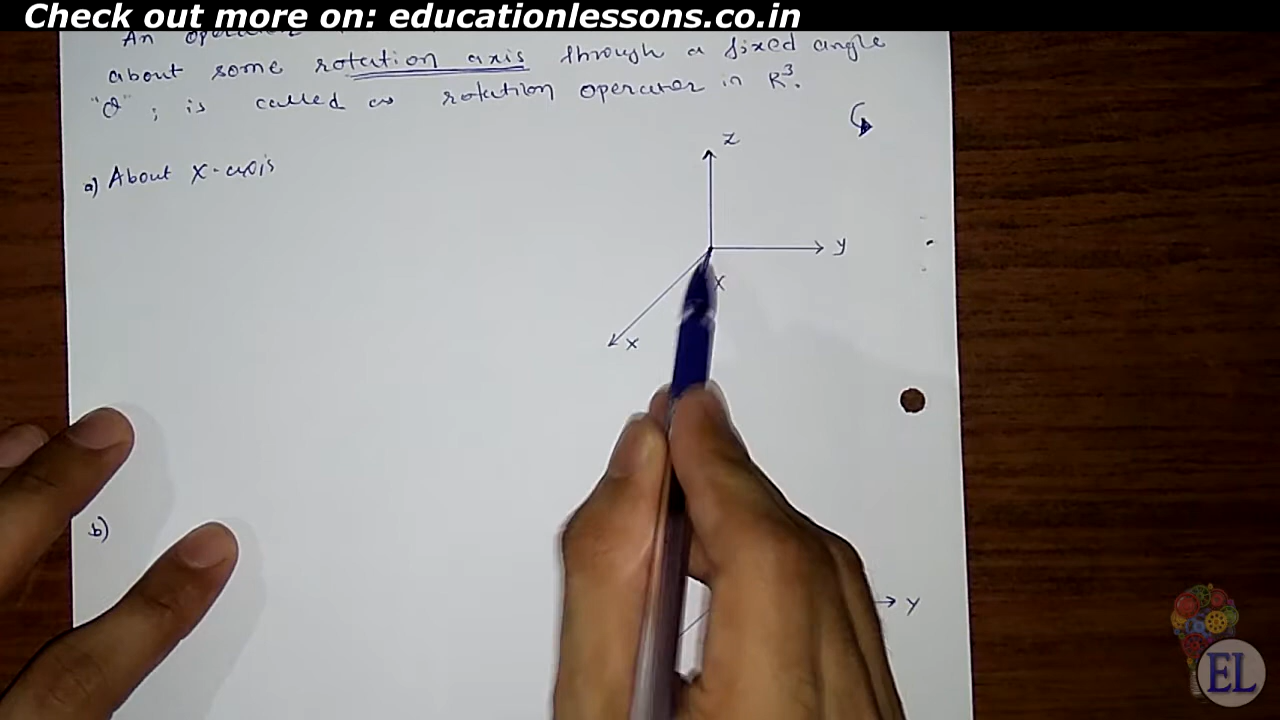 Check out more on: educationlessons.co.in
An
about some rotation axis through a fixed angle
"θ" ; is called as rotation operator in R³.
a) About X-axis
z
y
x
x
b)
y
EL